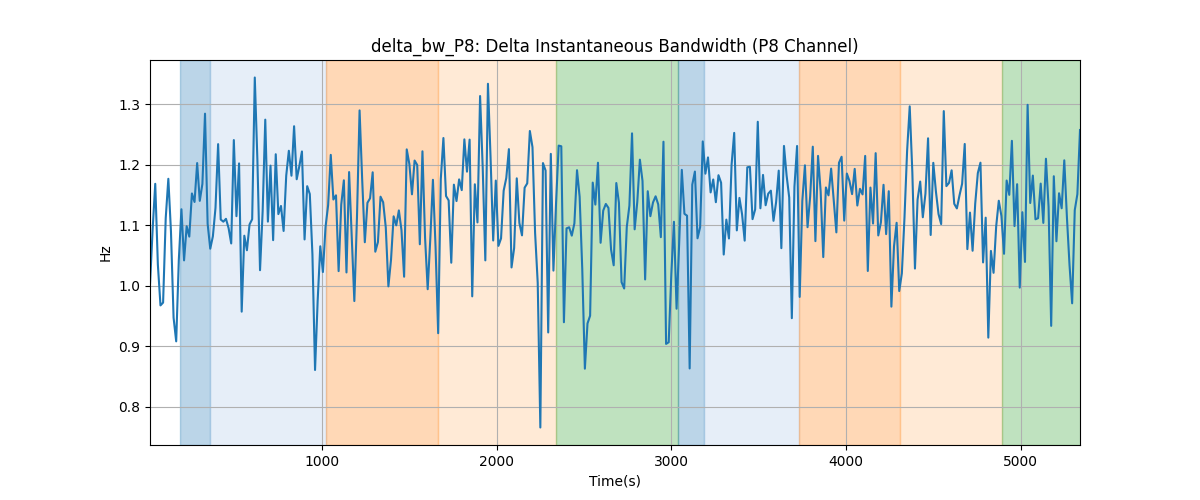 delta_bw_P8: Delta Instantaneous Bandwidth (P8 Channel)
Hz
1.3
1.2
1.1
1.0
0.9
0.8
1000 2000 3000 4000 5000
Time(s)